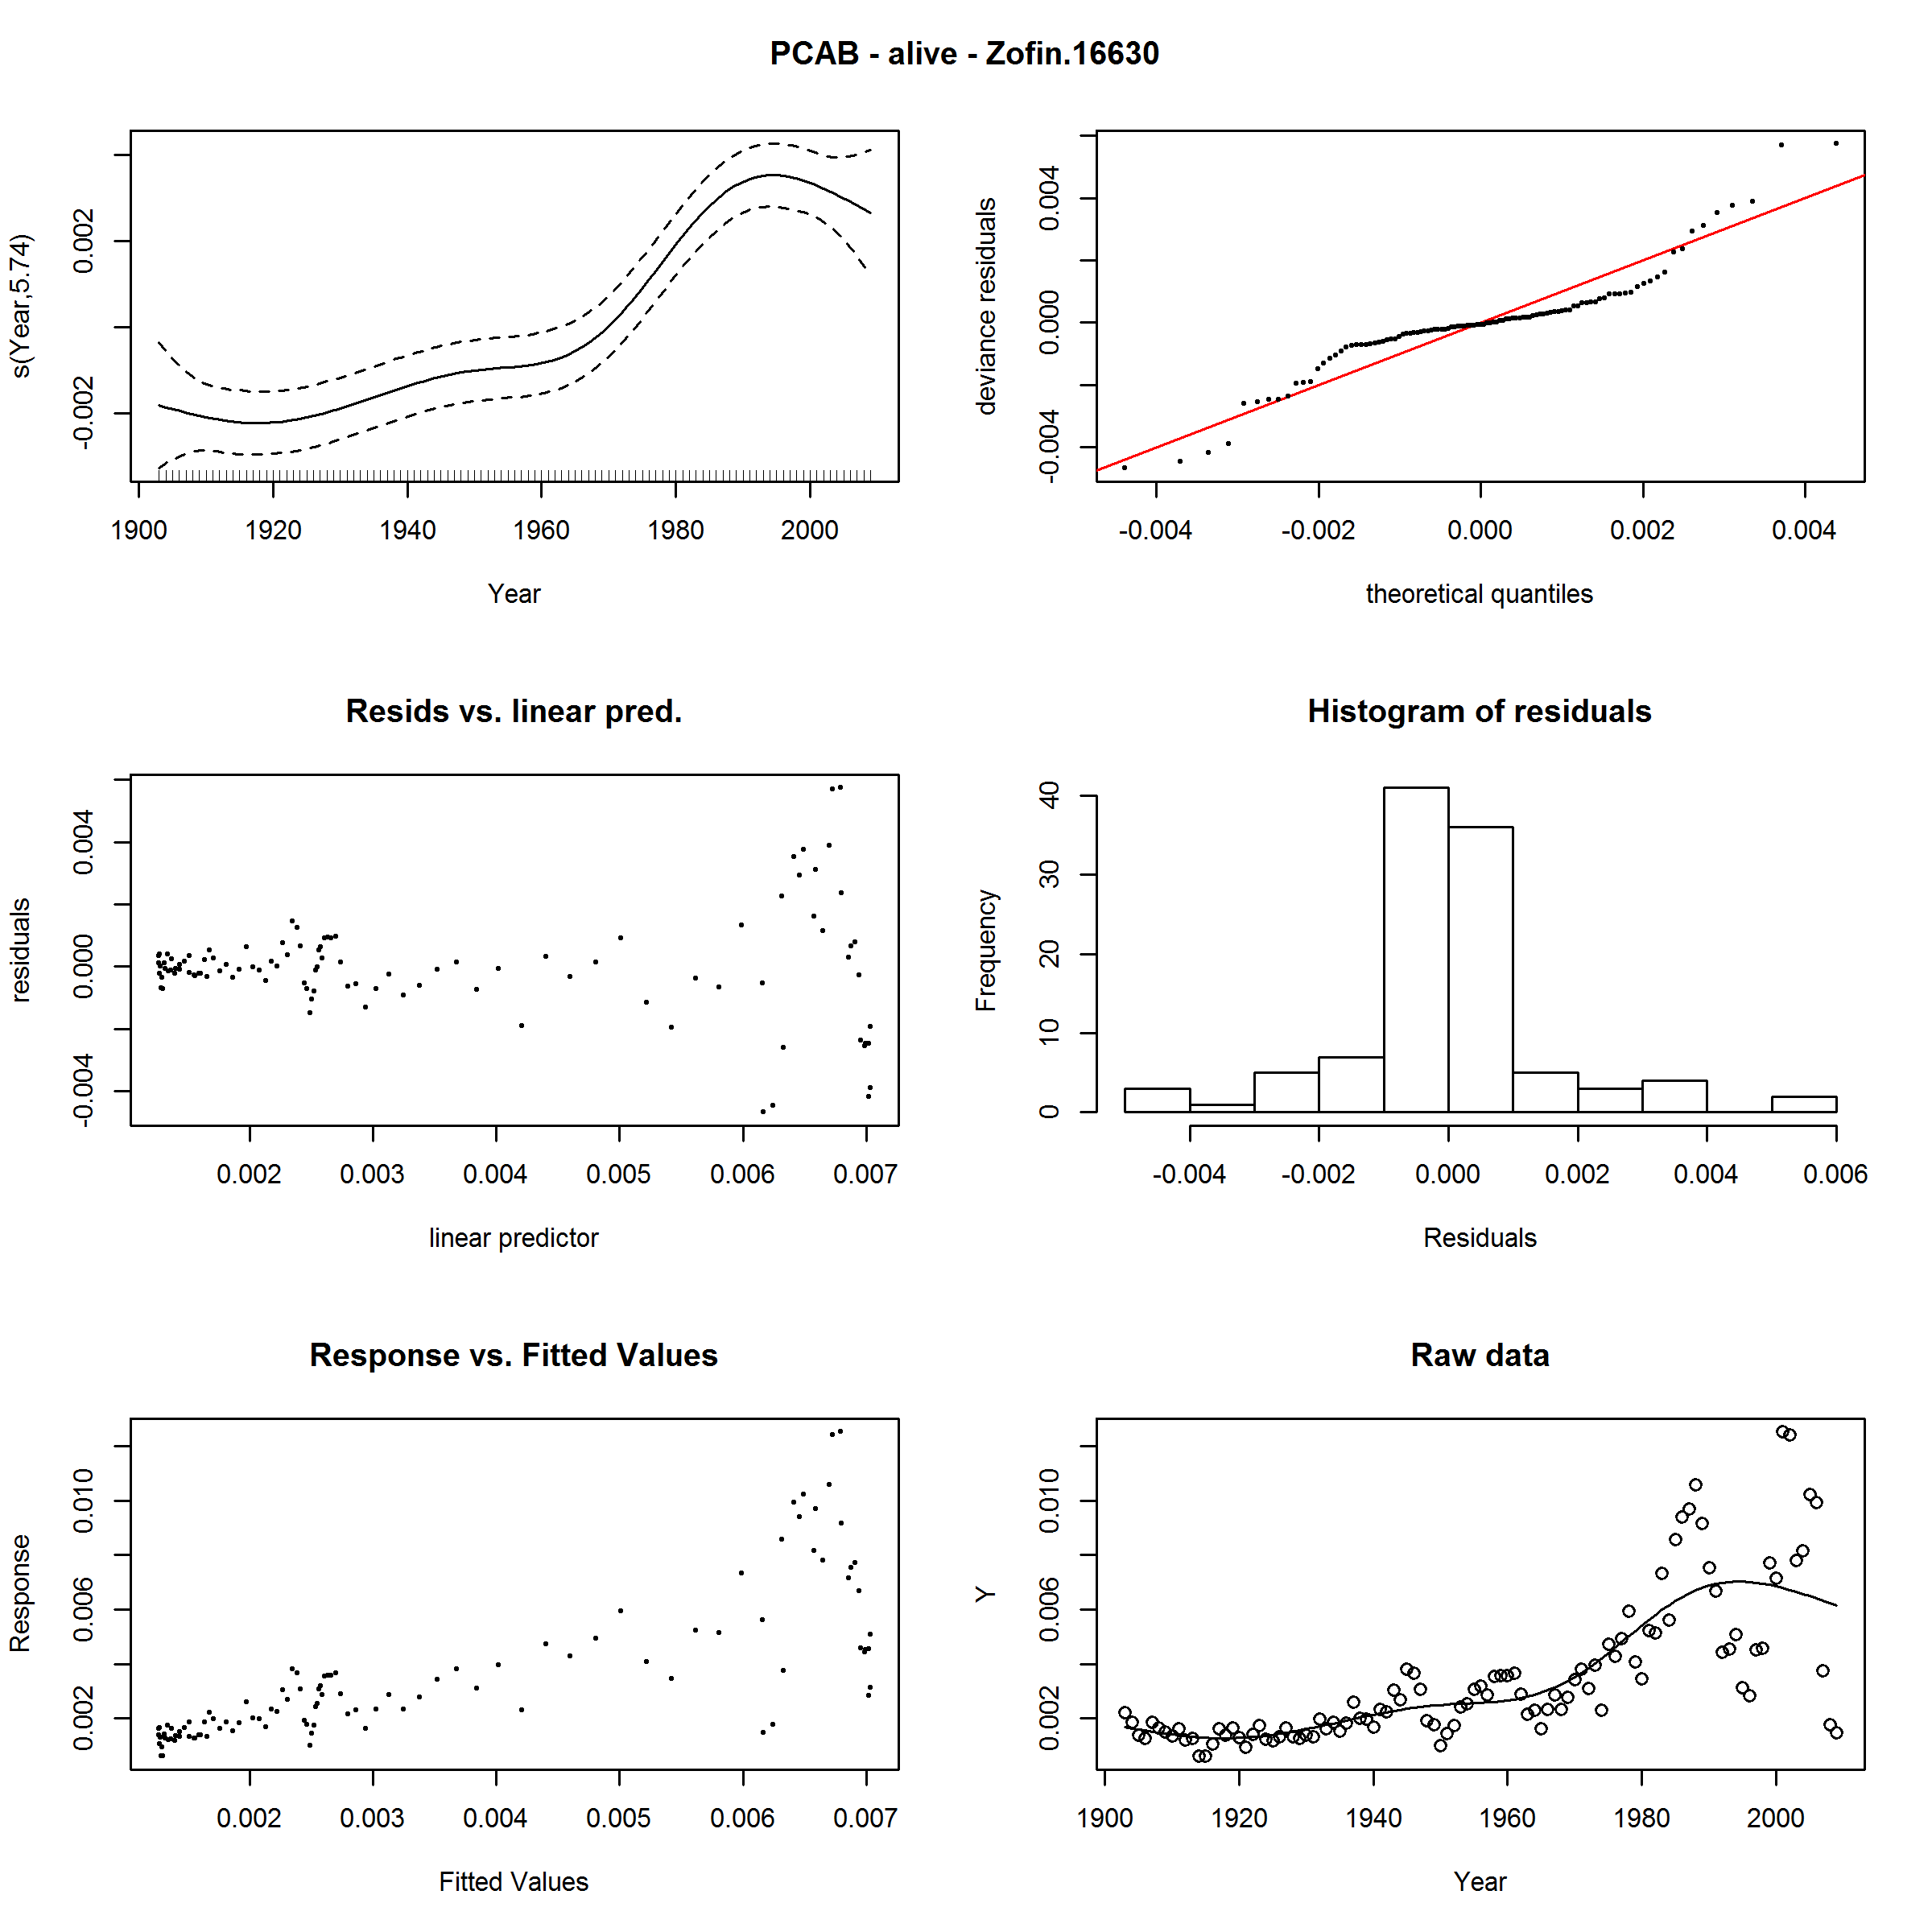 PCAB - alive - Zofin.16630
s(Year,5.74)
-0.002 0.002
1900 1920 1940 1960 1980 2000
Year
deviance residuals
-0.004 0.000 0.004
-0.004 -0.002 0.000 0.002 0.004
theoretical quantiles
Resids vs. linear pred.
residuals
-0.004 0.000 0.004
0.002 0.003 0.004 0.005 0.006 0.007
linear predictor
Histogram of residuals
Frequency
0 10 20 30 40
-0.004 -0.002 0.000 0.002 0.004 0.006
Residuals
Response vs. Fitted Values
Response
0.002 0.006 0.010
0.002 0.003 0.004 0.005 0.006 0.007
Fitted Values
Raw data
Y
0.002 0.006 0.010
1900 1920 1940 1960 1980 2000
Year